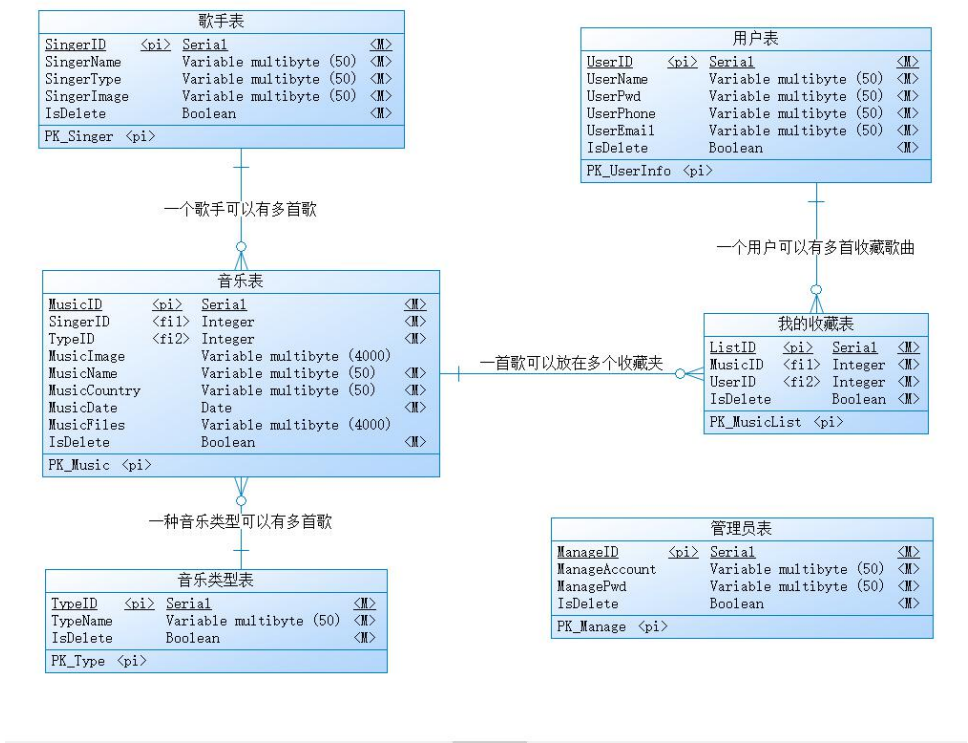 歌手表
SingerID <pi> Serial <M>
SingerName Variable multibyte (50) <M>
SingerType Variable multibyte (50) <M>
SingerImage Variable multibyte (50) <M>
IsDelete Boolean <M>
PK_Singer <pi>
用户表
UserID <pi> Serial <M>
UserName Variable multibyte (50) <M>
UserPwd Variable multibyte (50) <M>
UserPhone Variable multibyte (50) <M>
UserEmail Variable multibyte (50) <M>
IsDelete Boolean <M>
PK_UserInfo <pi>
一个歌手可以有多首歌
一个用户可以有多首收藏歌曲
音乐表
MusicID <pi> Serial <M>
SingerID <fi1> Integer <M>
TypeID <fi2> Integer <M>
MusicImage Variable multibyte (4000)
MusicName Variable multibyte (50) <M>
MusicCountry Variable multibyte (50) <M>
MusicDate Date <M>
MusicFiles Variable multibyte (4000)
IsDelete Boolean <M>
PK_Music <pi>
一首歌可以放在多个收藏夹
我的收藏表
ListID <pi> Serial <M>
MusicID <fi1> Integer <M>
UserID <fi2> Integer <M>
IsDelete Boolean <M>
PK_MusicList <pi>
一种音乐类型可以有多首歌
音乐类型表
TypeID <pi> Serial <M>
TypeName Variable multibyte (50) <M>
IsDelete Boolean <M>
PK_Type <pi>
管理员表
ManageID <pi> Serial <M>
ManageAccount Variable multibyte (50) <M>
ManagePwd Variable multibyte (50) <M>
IsDelete Boolean <M>
PK_Manage <pi>